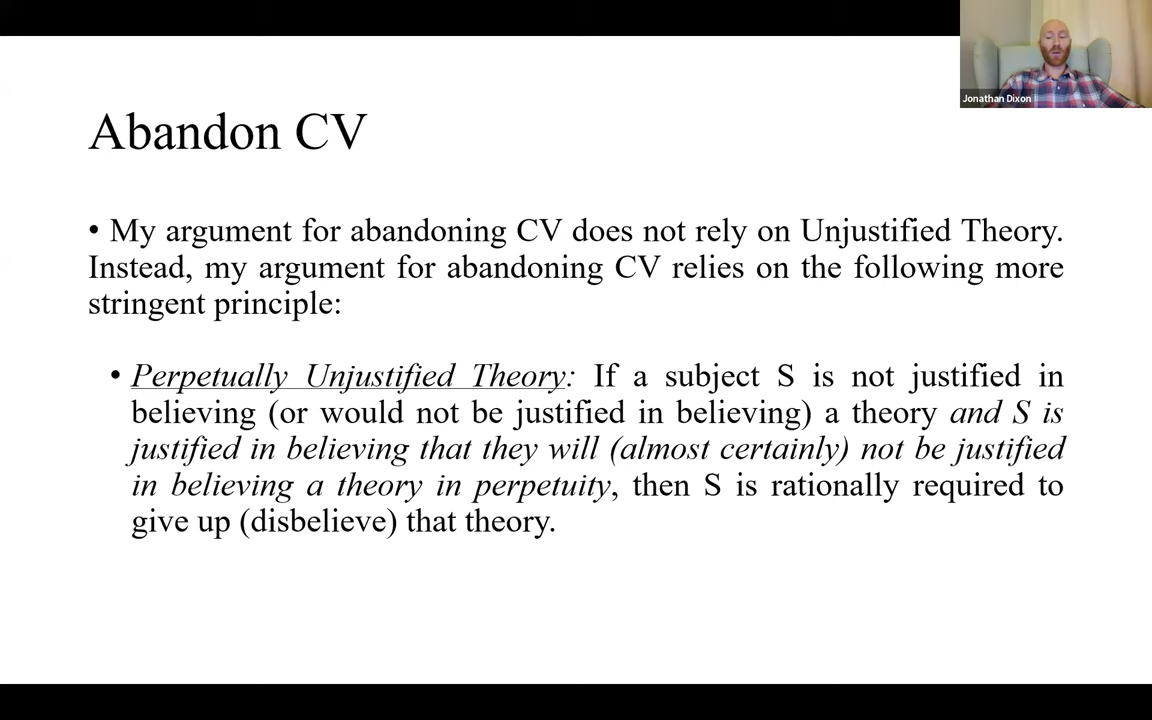 Jonathan Dixon
Abandon CV
• My argument for abandoning CV does not rely on Unjustified Theory.
Instead, my argument for abandoning CV relies on the following more
stringent principle:
• Perpetually Unjustified Theory: If a subject S is not justified in
believing (or would not be justified in believing) a theory and S is
justified in believing that they will (almost certainly) not be justified
in believing a theory in perpetuity, then S is rationally required to
give up (disbelieve) that theory.